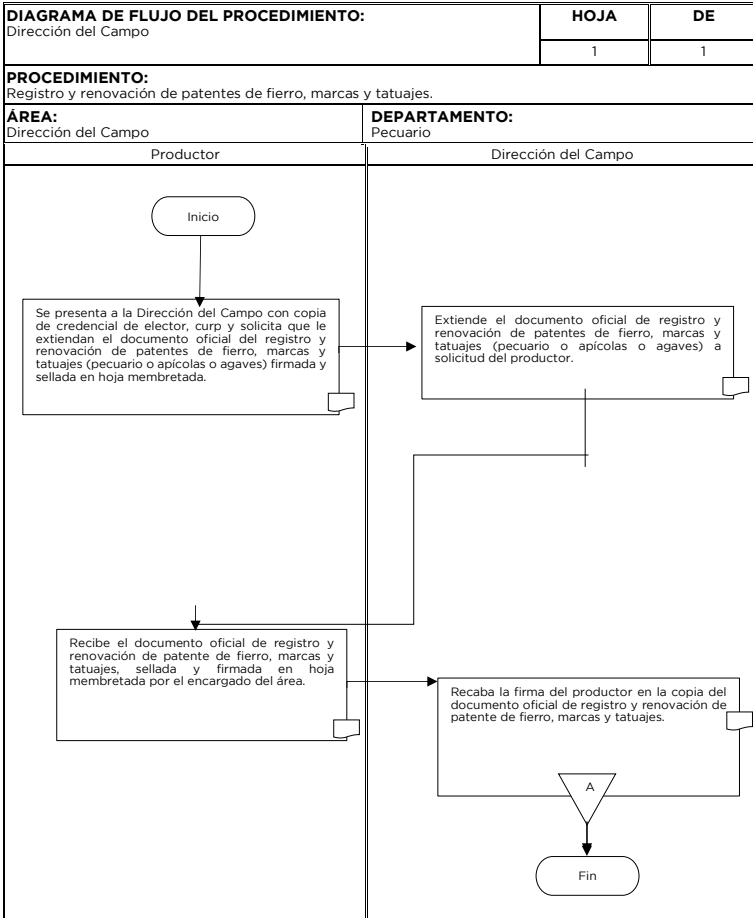 DIAGRAMA DE FLUJO DEL PROCEDIMIENTO:
Dirección del Campo
HOJA
DE
1
1
PROCEDIMIENTO:
Registro y renovación de patentes de fierro, marcas y tatuajes.
ÁREA:
Dirección del Campo
DEPARTAMENTO:
Pecuario
Productor
Dirección del Campo
Inicio
Se presenta a la Dirección del Campo con copia
de credencial de elector, curp y solicita que le
extiendan el documento oficial del registro y
renovación de patentes de fierro, marcas y
tatuajes (pecuario o apícolas o agaves) firmada y
sellada en hoja membretada.
Extiende el documento oficial de registro y
renovación de patentes de fierro, marcas y
tatuajes (pecuario o apícolas o agaves) a
solicitud del productor.
Recibe el documento oficial de registro y
renovación de patente de fierro, marcas y
tatuajes, sellada y firmada en hoja
membretada por el encargado del área.
Recaba la firma del productor en la copia del
documento oficial de registro y renovación de
patente de fierro, marcas y tatuajes.
A
Fin